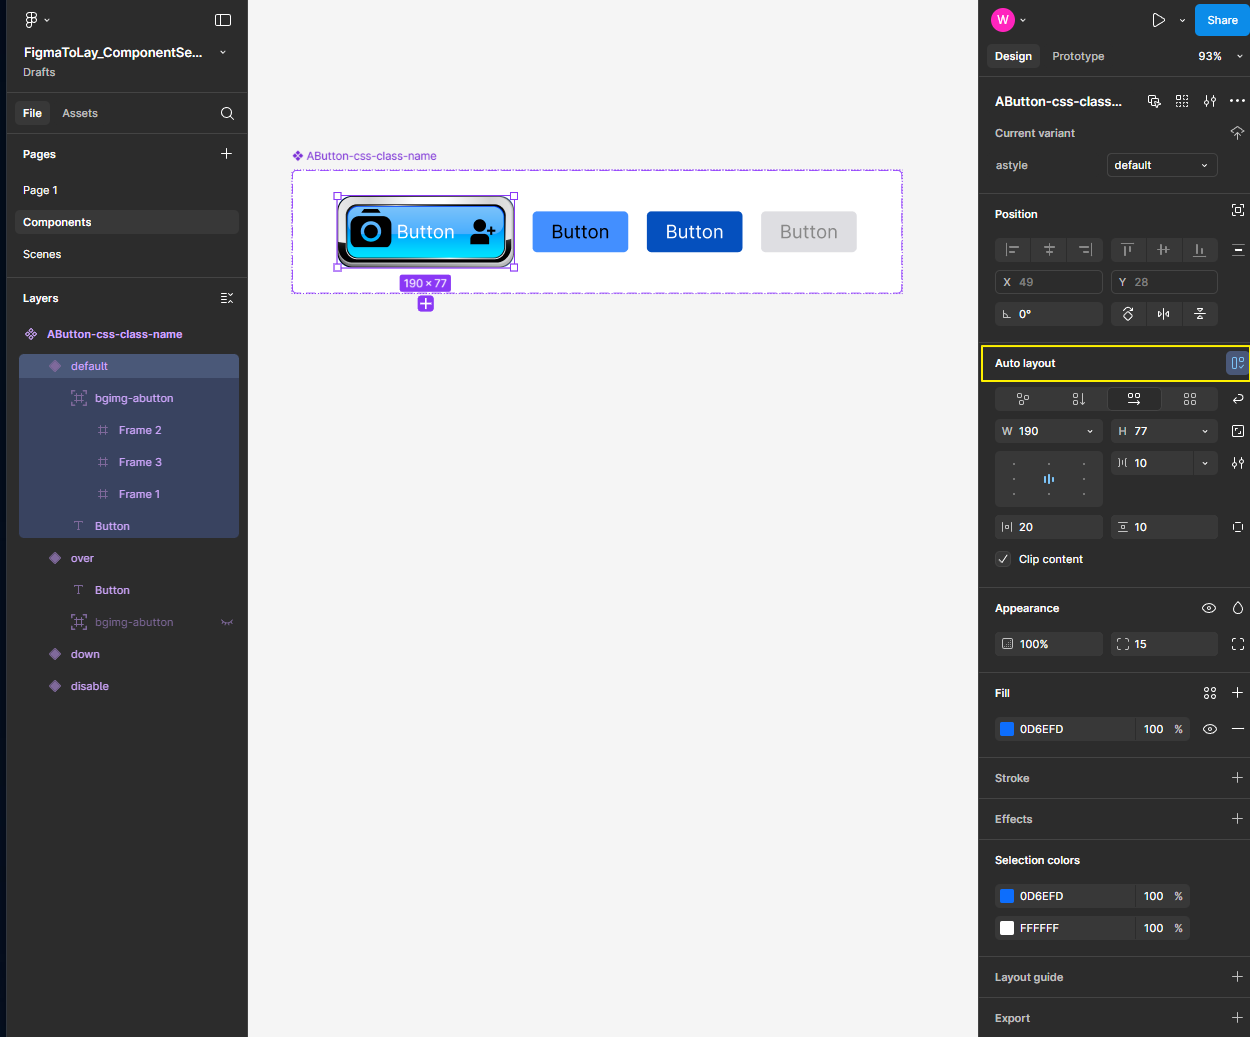 FigmaToLay_ComponentSe...
Drafts
File
Assets
Pages
Page 1
Components
Scenes
Layers
AButton-css-class-name
default
bgimg-abutton
Frame 2
Frame 3
Frame 1
Button
over
Button
bgimg-abutton
down
disable
AButton-css-class-name
Button
Button
Button
Button
190 × 77
W
Share
Design
Prototype
93%
AButton-css-class...
Current variant
astyle
default
Position
X 49
Y 28
0°
Auto layout
W 190
H 77
10
20
10
Clip content
Appearance
100%
15
Fill
0D6EFD
100 %
Stroke
Effects
Selection colors
0D6EFD
100 %
FFFFFF
100 %
Layout guide
Export